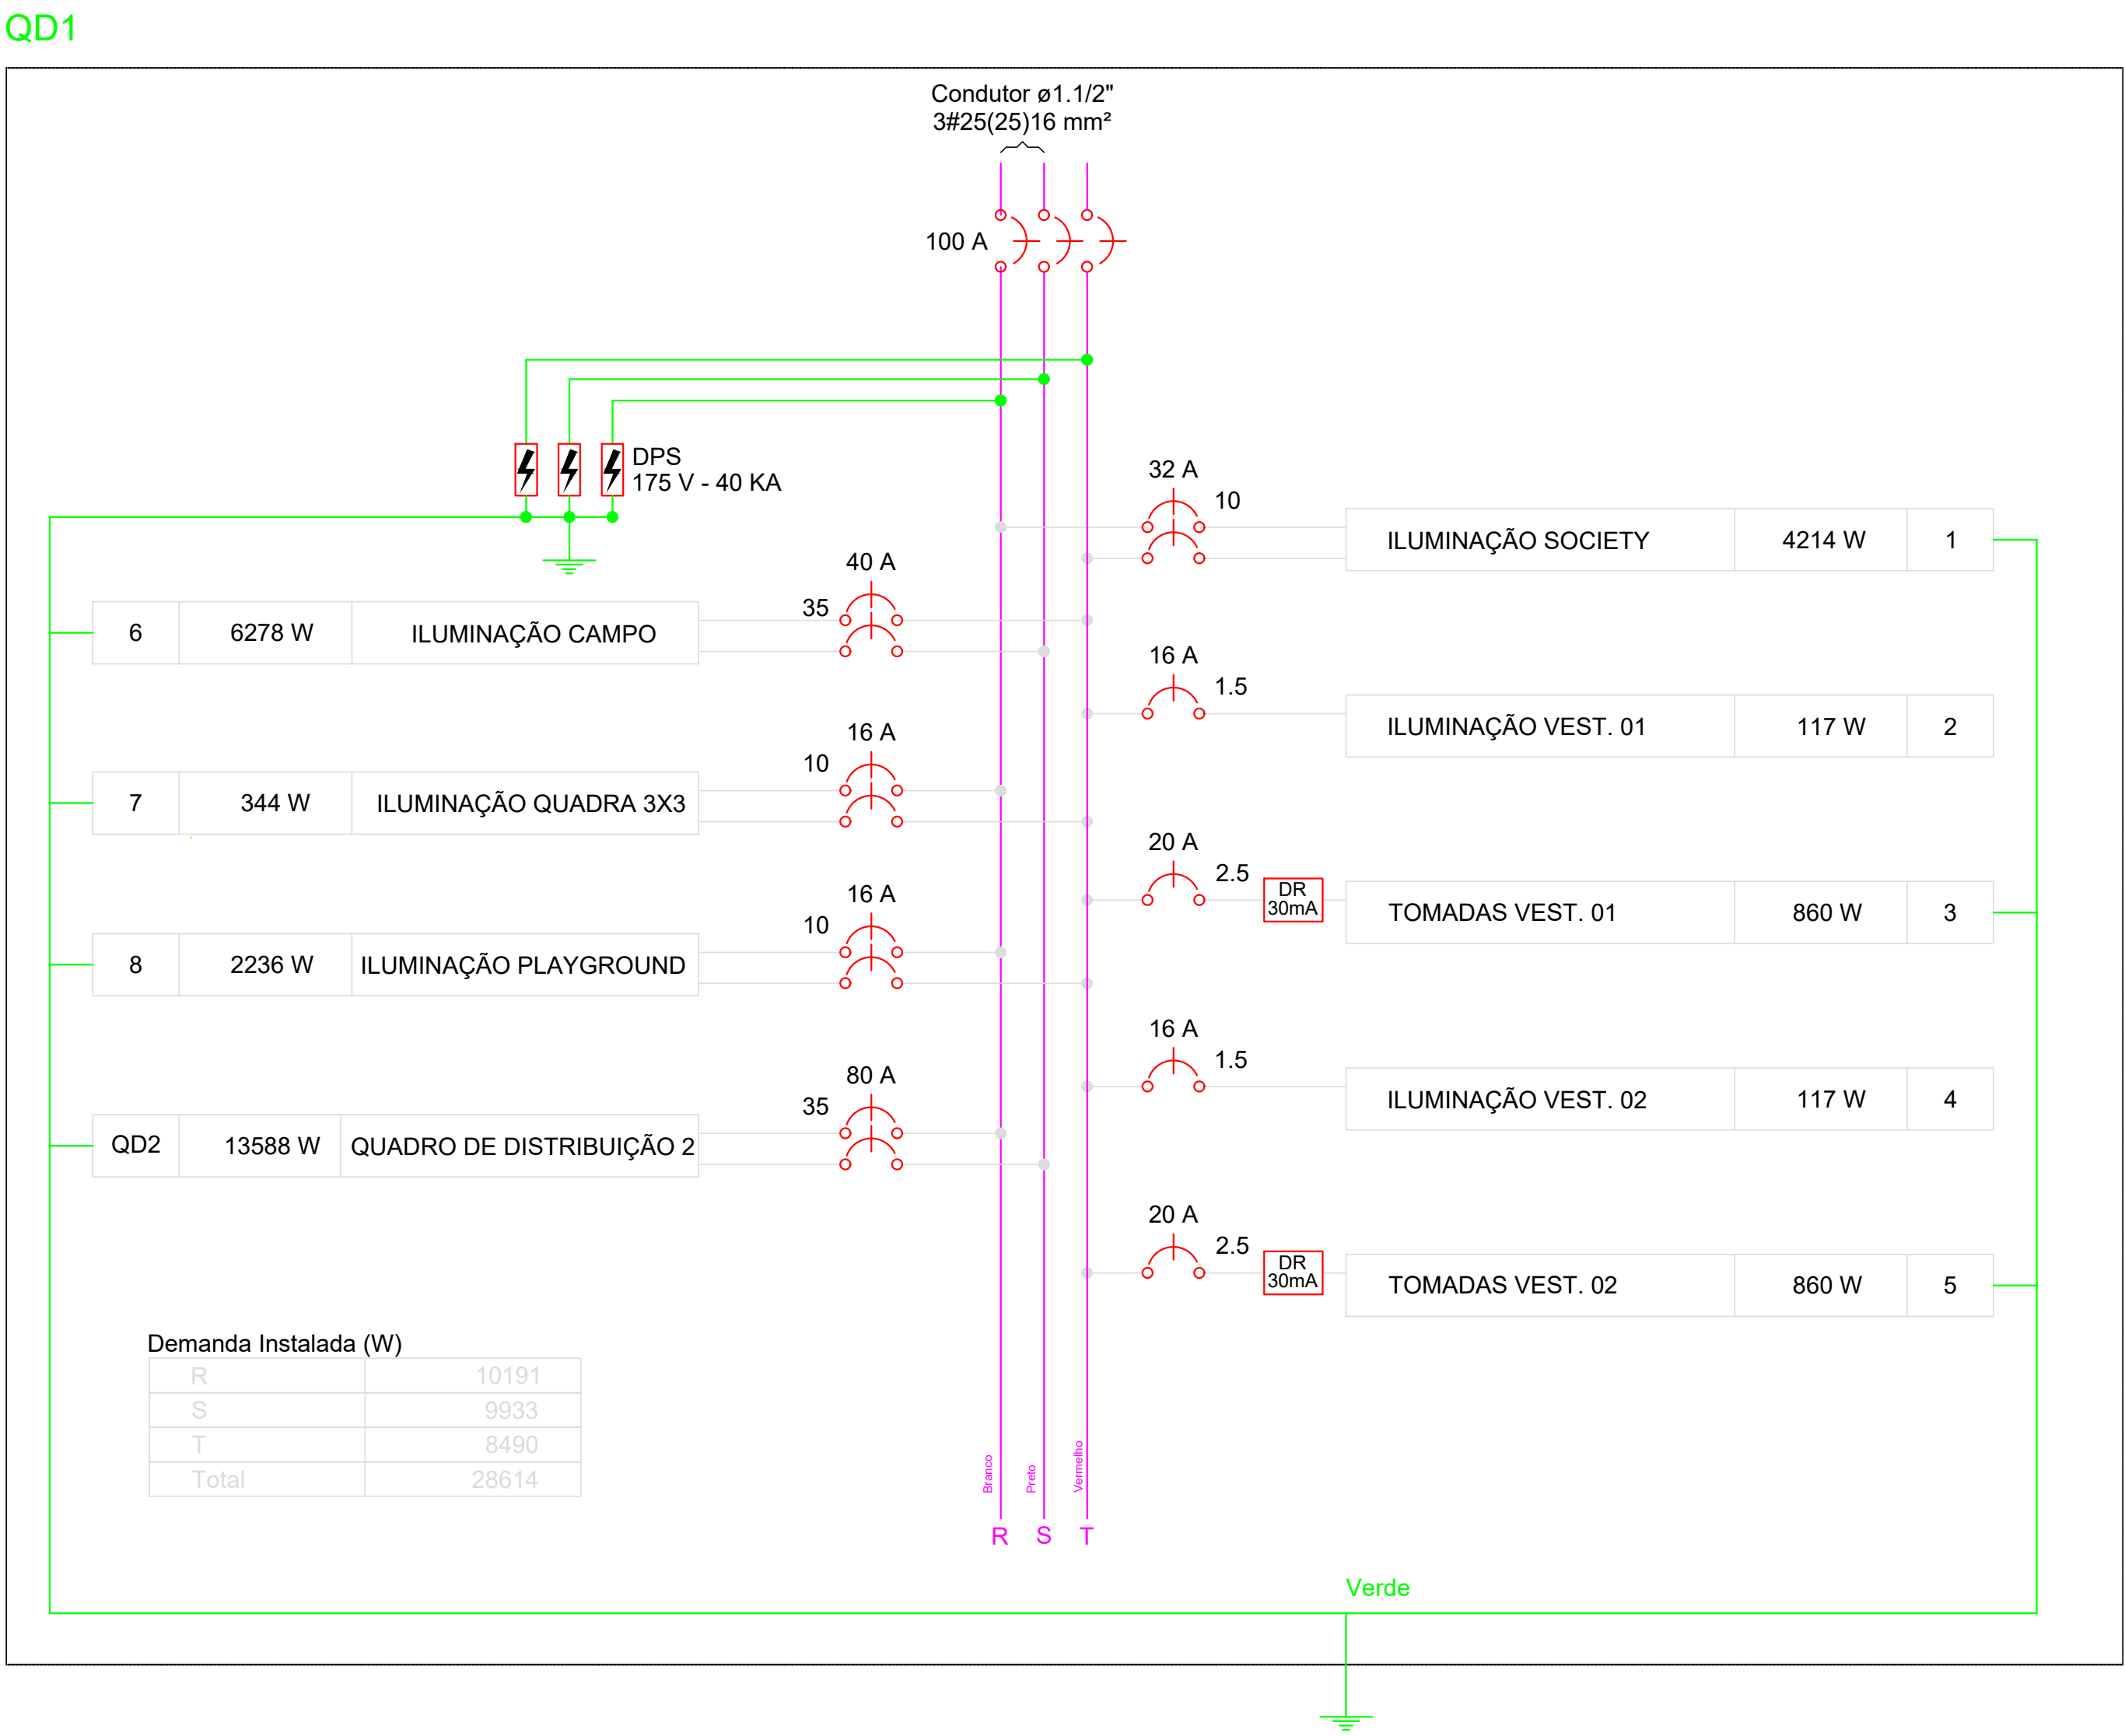 QD1
Condutor ø1.1/2"
3#25(25)16 mm²
100 A
DPS
175 V - 40 KA
32 A
10
ILUMINAÇÃO SOCIETY 4214 W 1
40 A
35
6 6278 W ILUMINAÇÃO CAMPO
16 A
1.5
ILUMINAÇÃO VEST. 01 117 W 2
16 A
10
7 344 W ILUMINAÇÃO QUADRA 3X3
20 A
2.5
DR
30mA
TOMADAS VEST. 01 860 W 3
16 A
10
8 2236 W ILUMINAÇÃO PLAYGROUND
16 A
1.5
ILUMINAÇÃO VEST. 02 117 W 4
80 A
35
QD2 13588 W QUADRO DE DISTRIBUIÇÃO 2
20 A
2.5
DR
30mA
TOMADAS VEST. 02 860 W 5
Demanda Instalada (W)
R 10191
S 9933
T 8490
Total 28614
Branco
Preto
Vermelho
R S T
Verde